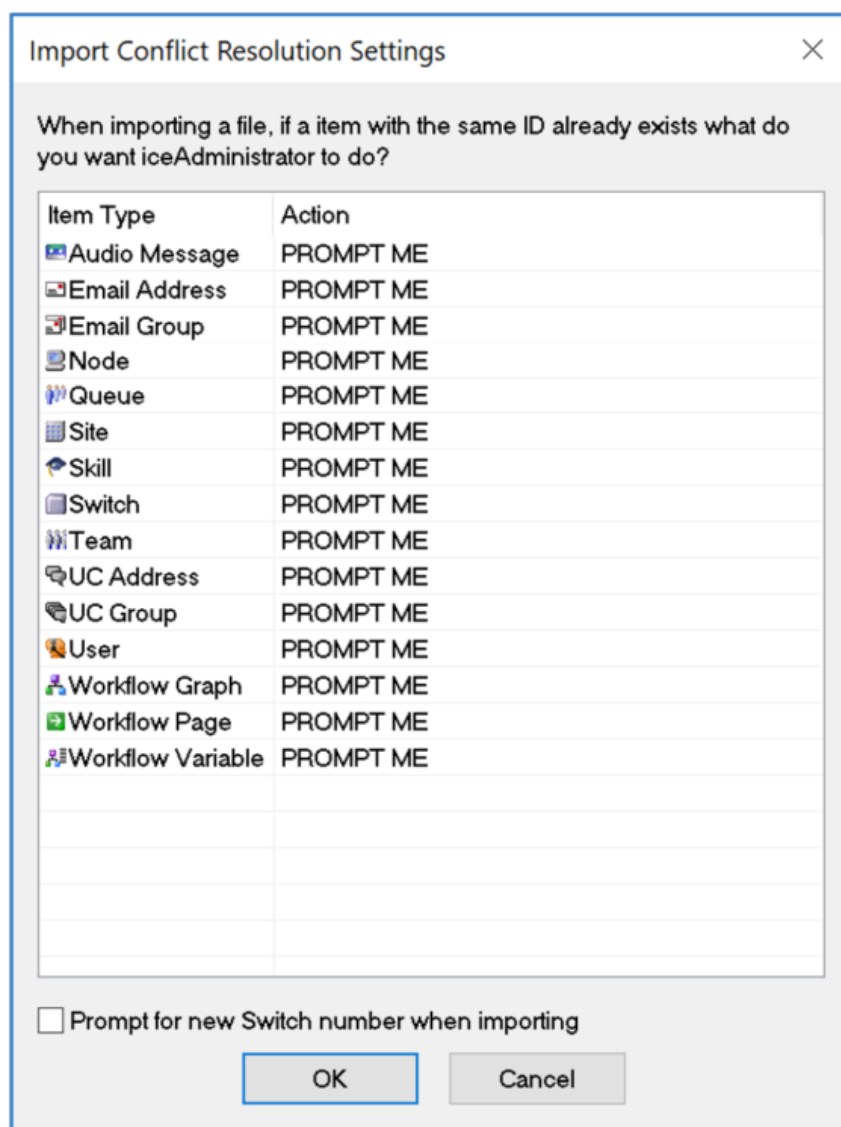 Import Conflict Resolution Settings
When importing a file, if a item with the same ID already exists what do
you want iceAdministrator to do?
Item Type Action
Audio Message PROMPT ME
Email Address PROMPT ME
Email Group PROMPT ME
Node PROMPT ME
Queue PROMPT ME
Site PROMPT ME
Skill PROMPT ME
Switch PROMPT ME
Team PROMPT ME
UC Address PROMPT ME
UC Group PROMPT ME
User PROMPT ME
Workflow Graph PROMPT ME
Workflow Page PROMPT ME
Workflow Variable PROMPT ME
Prompt for new Switch number when importing
OK Cancel